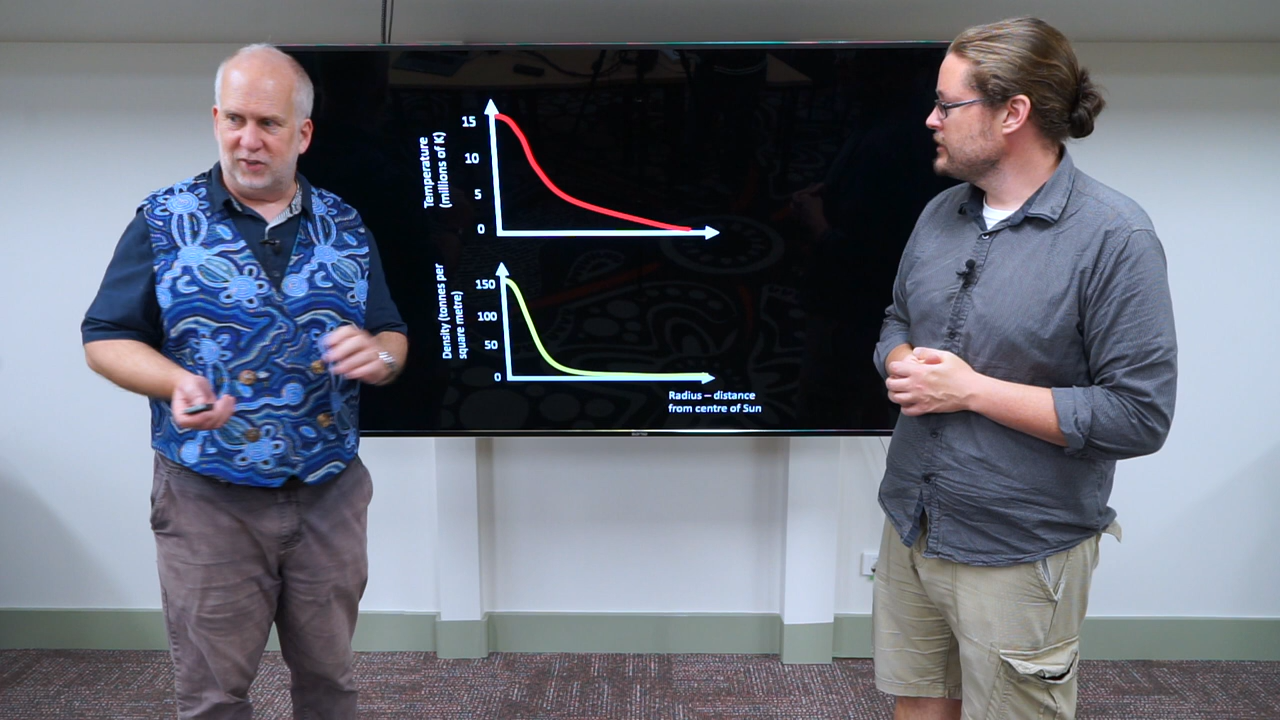 Temperature
(millions of K)
15
10
5
0
Density (tonnes per
square metre)
150
100
50
0
Radius – distance
from centre of Sun